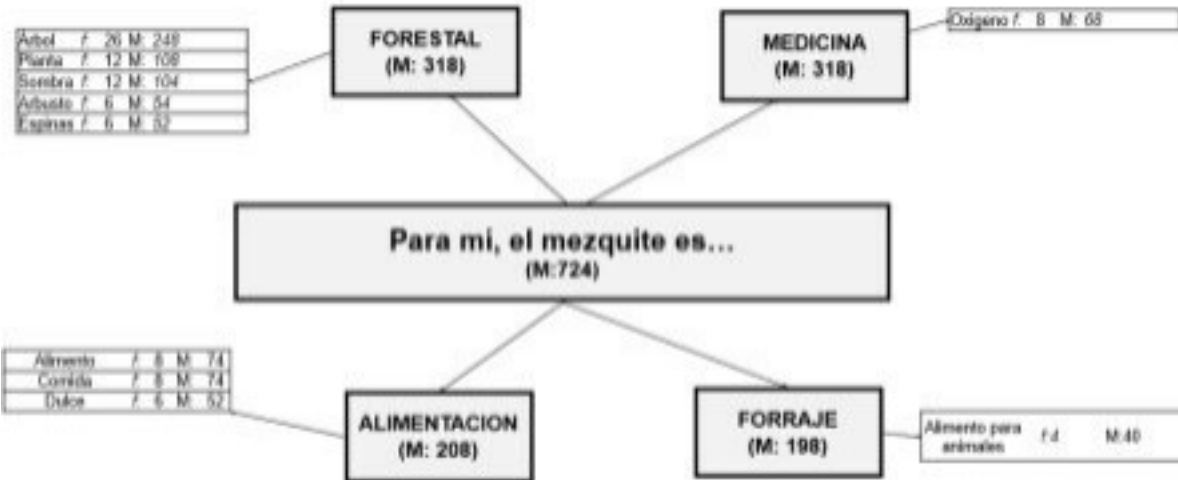 Árbol f: 26 M: 248
Planta f: 12 M: 108
Sombra f: 12 M: 104
Arbusto f: 6 M: 54
Espinas f: 6 M: 52
FORESTAL
(M: 318)
MEDICINA
(M: 318)
Oxigeno f: 8 M: 68
Para mi, el mezquite es...
(M:724)
Alimento f: 8 M: 74
Comida f: 8 M: 74
Dulce f: 6 M: 52
ALIMENTACION
(M: 208)
FORRAJE
(M: 198)
Alimento para
animales f:4 M:40